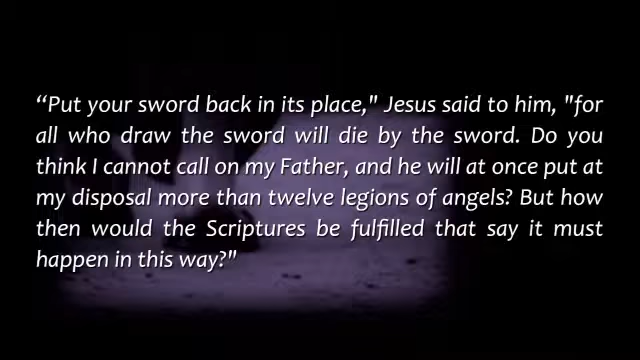 “Put your sword back in its place," Jesus said to him, "for
all who draw the sword will die by the sword. Do you
think I cannot call on my Father, and he will at once put at
my disposal more than twelve legions of angels? But how
then would the Scriptures be fulfilled that say it must
happen in this way?"